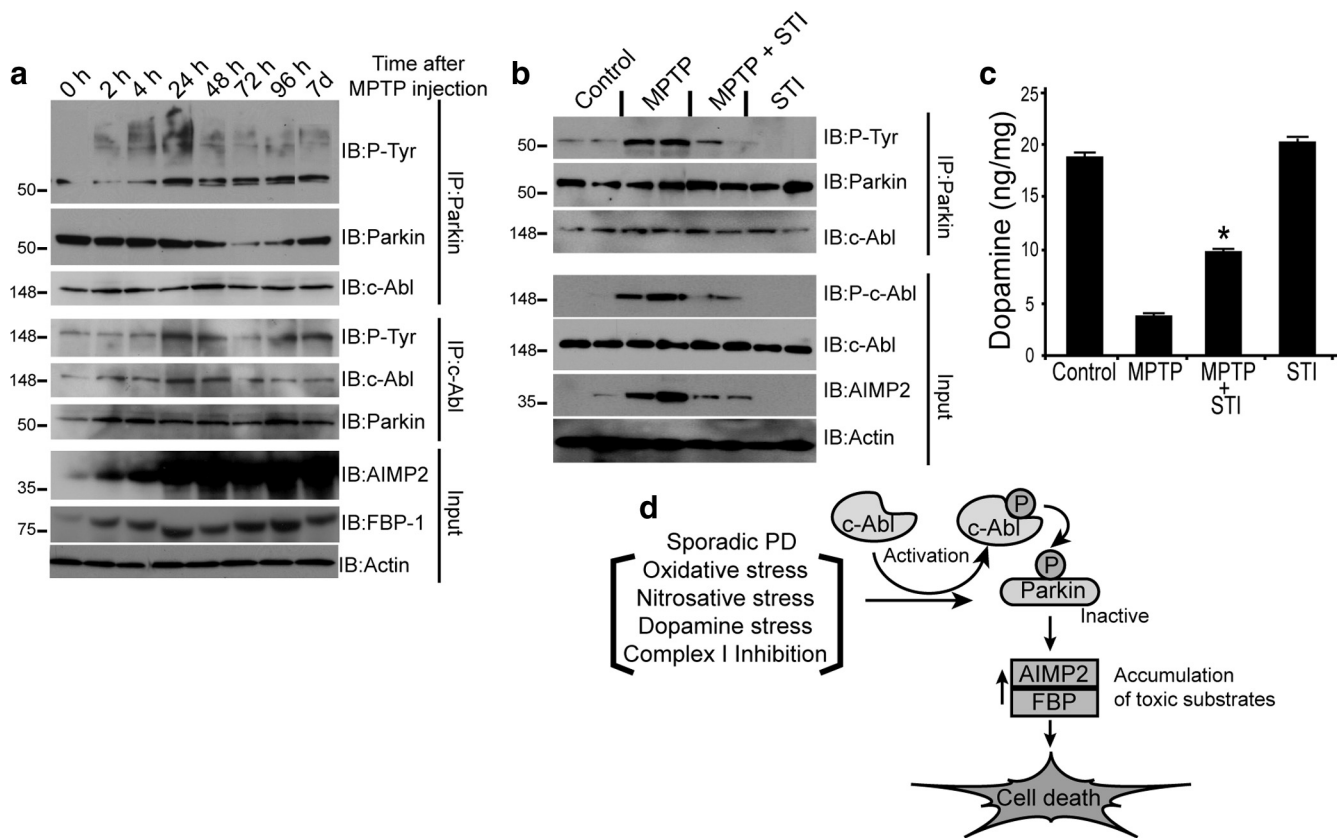 a
0 h 2 h 4 h 24 h 48 h 72 h 96 h 7d
Time after
MPTP injection
50
IB:P-Tyr
50
IB:Parkin
148
IB:c-Abl
IP:Parkin
148
IB:P-Tyr
148
IB:c-Abl
50
IB:Parkin
IP:c-Abl
35
IB:AIMP2
75
IB:FBP-1
IB:Actin
Input
b
Control MPTP MPTP + STI STI
50
IB:P-Tyr
50
IB:Parkin
148
IB:c-Abl
IP:Parkin
148
IB:P-c-Abl
148
IB:c-Abl
35
IB:AIMP2
IB:Actin
Input
c
Dopamine (ng/mg)
25
20
15
10
5
0
*
Control MPTP MPTP + STI STI
d
Sporadic PD
Oxidative stress
Nitrosative stress
Dopamine stress
Complex I Inhibition
c-Abl
Activation
c-Abl
P
P
Parkin
Inactive
AIMP2
FBP
Accumulation
of toxic substrates
Cell death